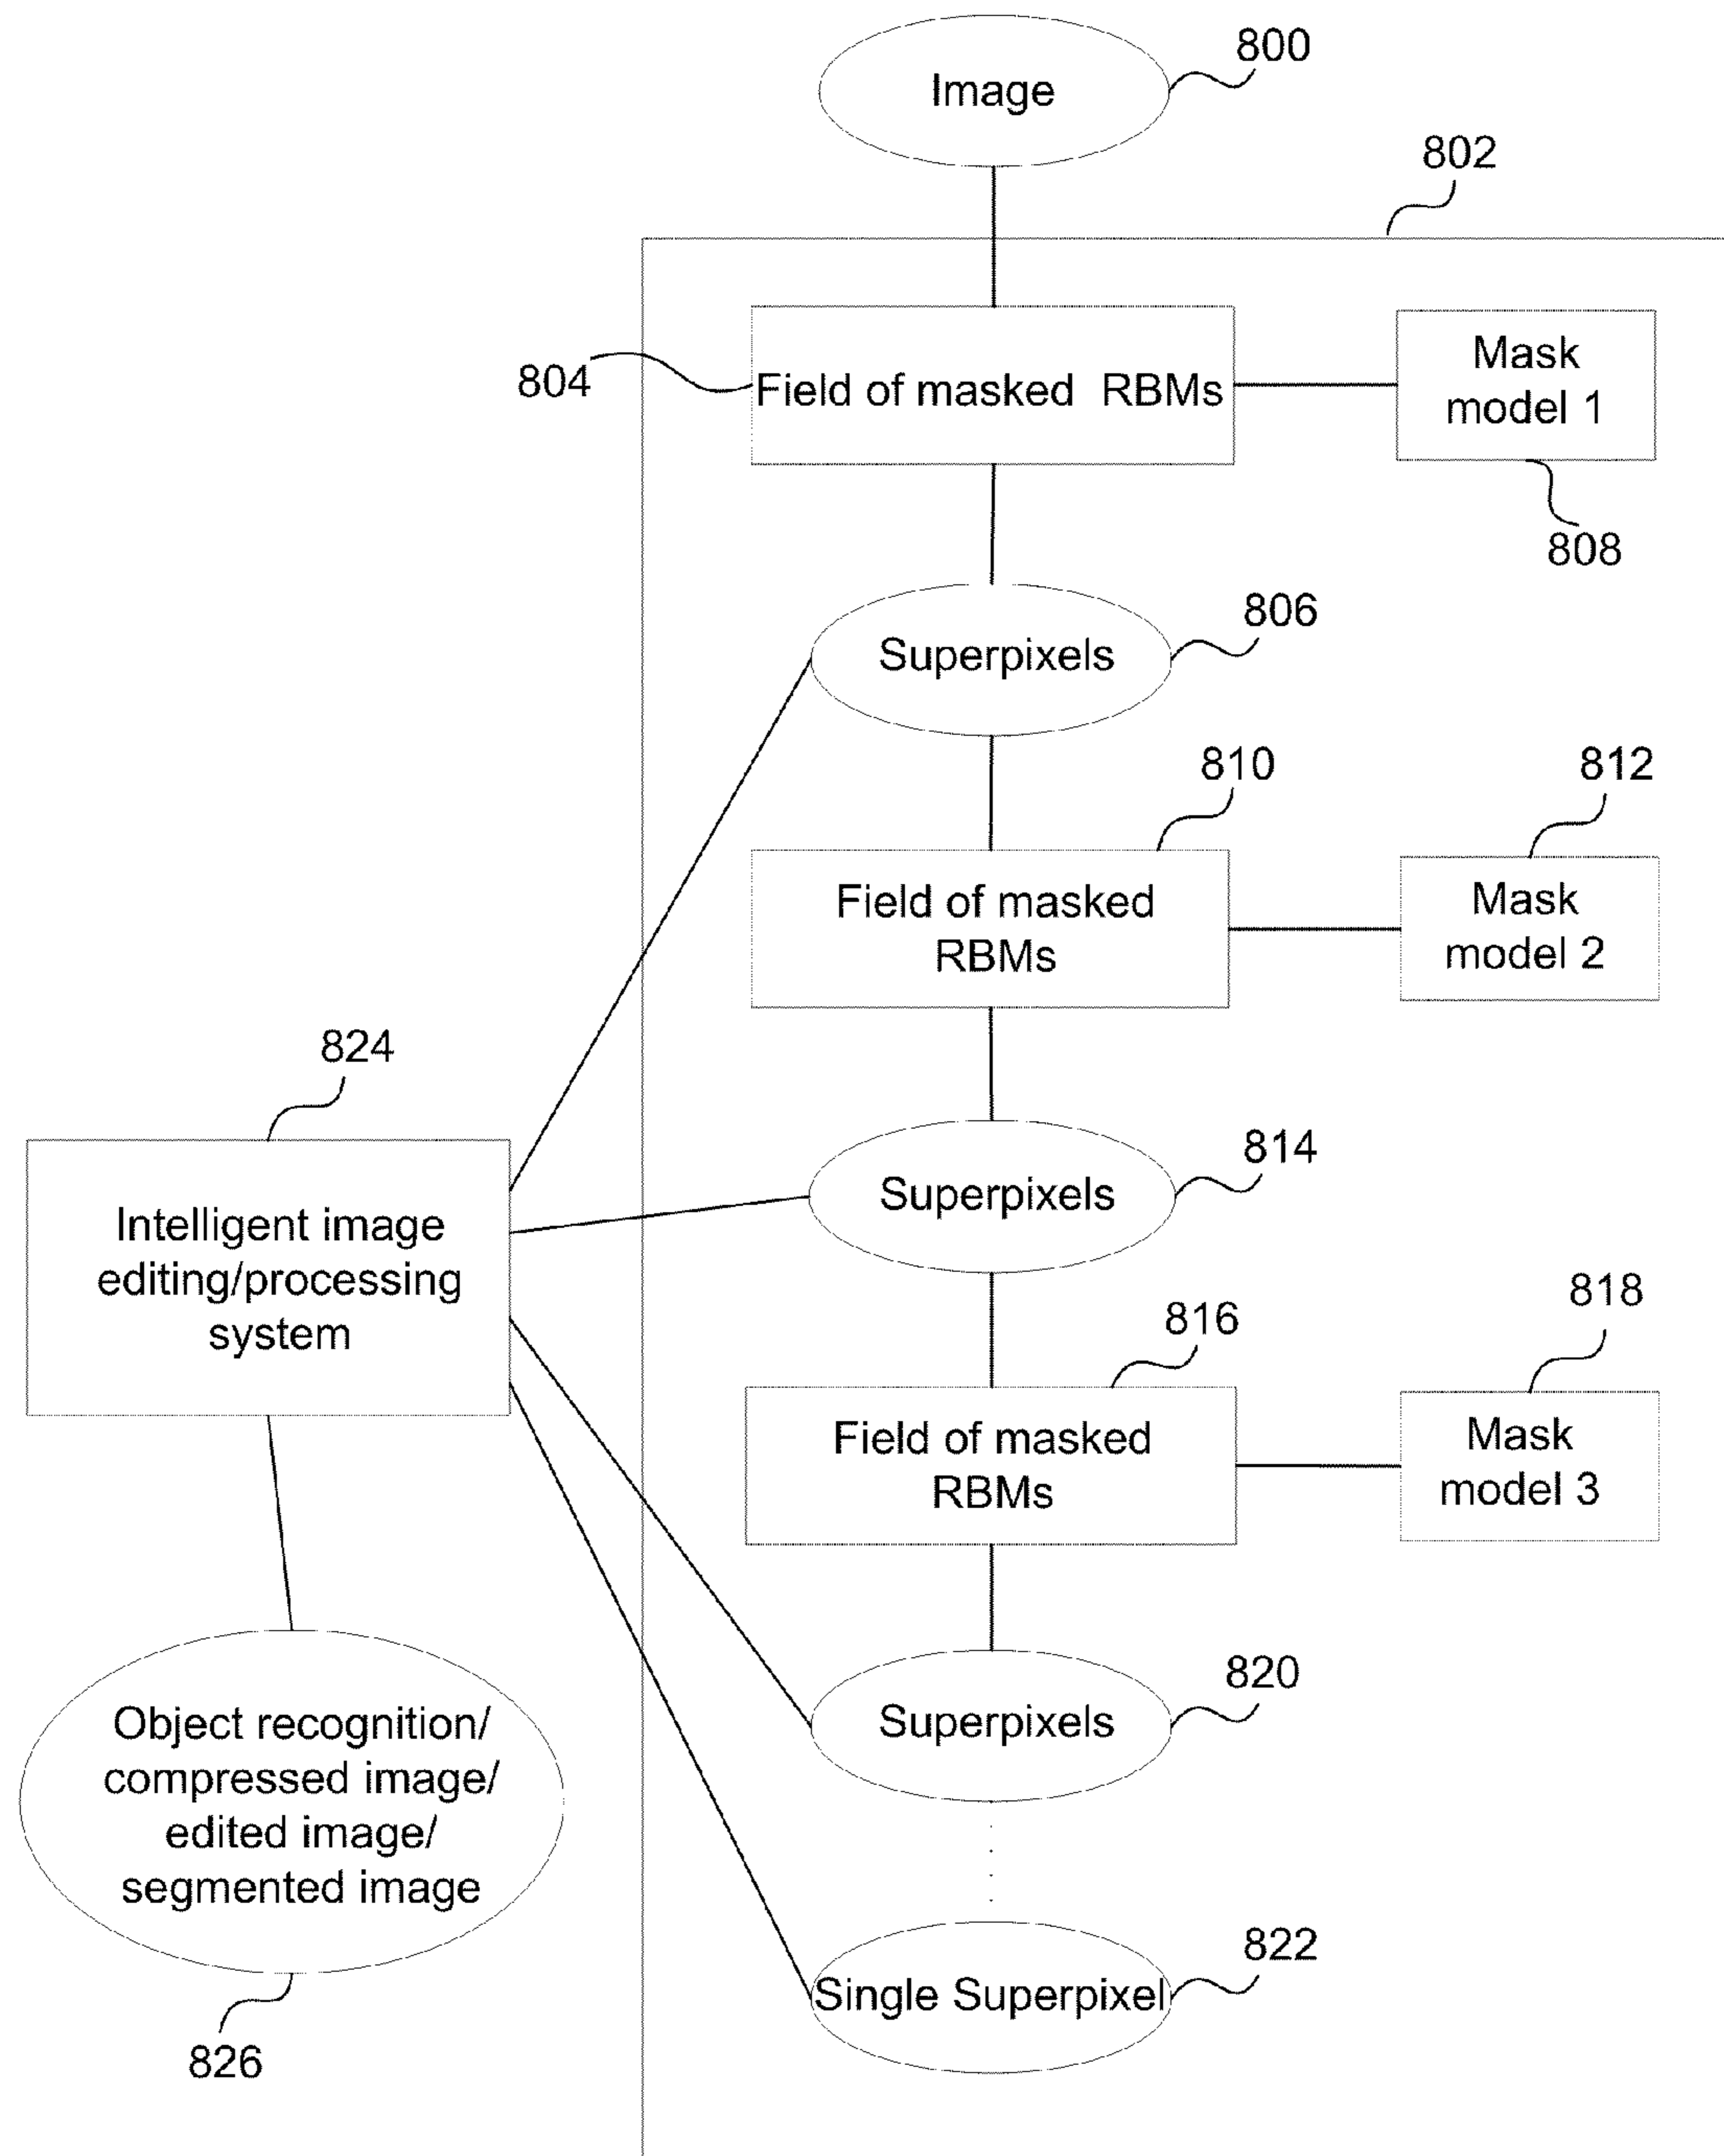 800
Image
802
804
Field of masked RBMs
Mask
model 1
808
806
Superpixels
810
812
Field of masked
RBMs
Mask
model 2
824
814
Superpixels
Intelligent image
editing/processing
system
816
818
Field of masked
RBMs
Mask
model 3
820
Superpixels
Object recognition/
compressed image/
edited image/
segmented image
822
Single Superpixel
826